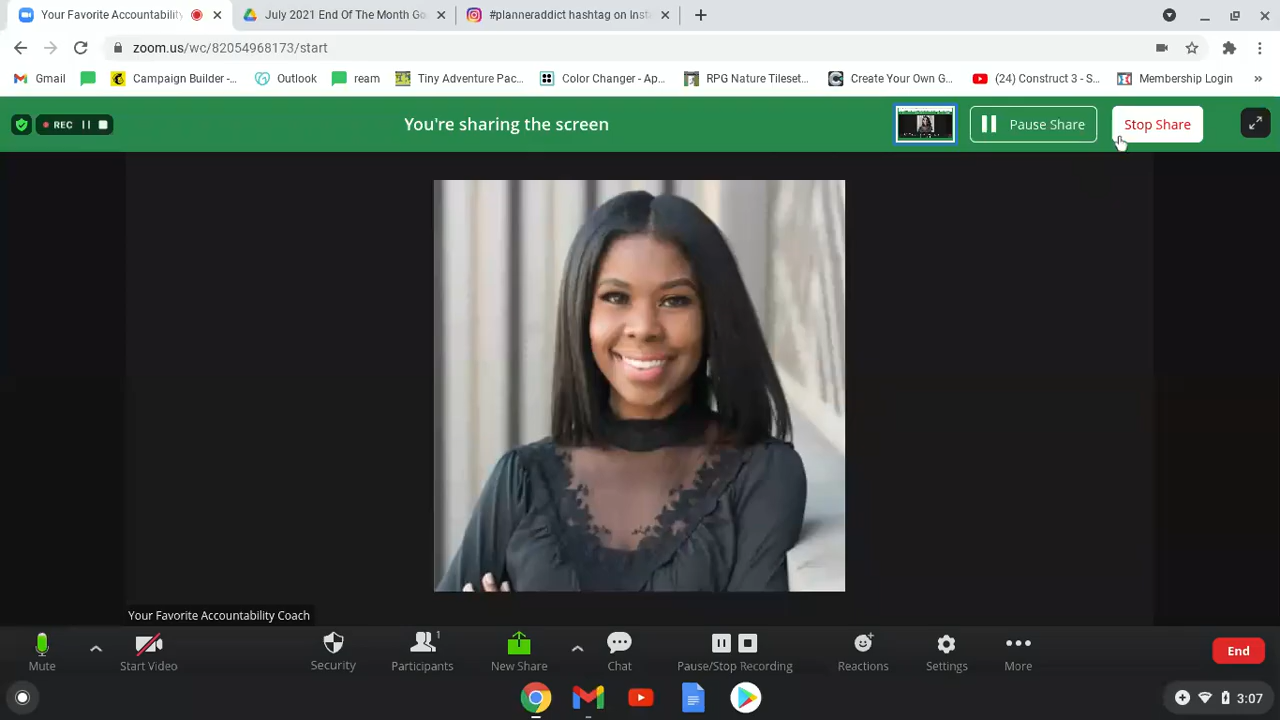 Your Favorite Accountability
July 2021 End Of The Month Go
#planneraddict hashtag on Inst
zoom.us/wc/82054968173/start
Gmail
Campaign Builder -...
Outlook
ream
Tiny Adventure Pac...
Color Changer - Ap...
RPG Nature Tileset...
Create Your Own G...
(24) Construct 3 - S...
Membership Login
»
REC
You're sharing the screen
Pause Share
Stop Share
Your Favorite Accountability Coach
Mute
Start Video
Security
Participants
1
New Share
Chat
Pause/Stop Recording
Reactions
Settings
More
End
3:07